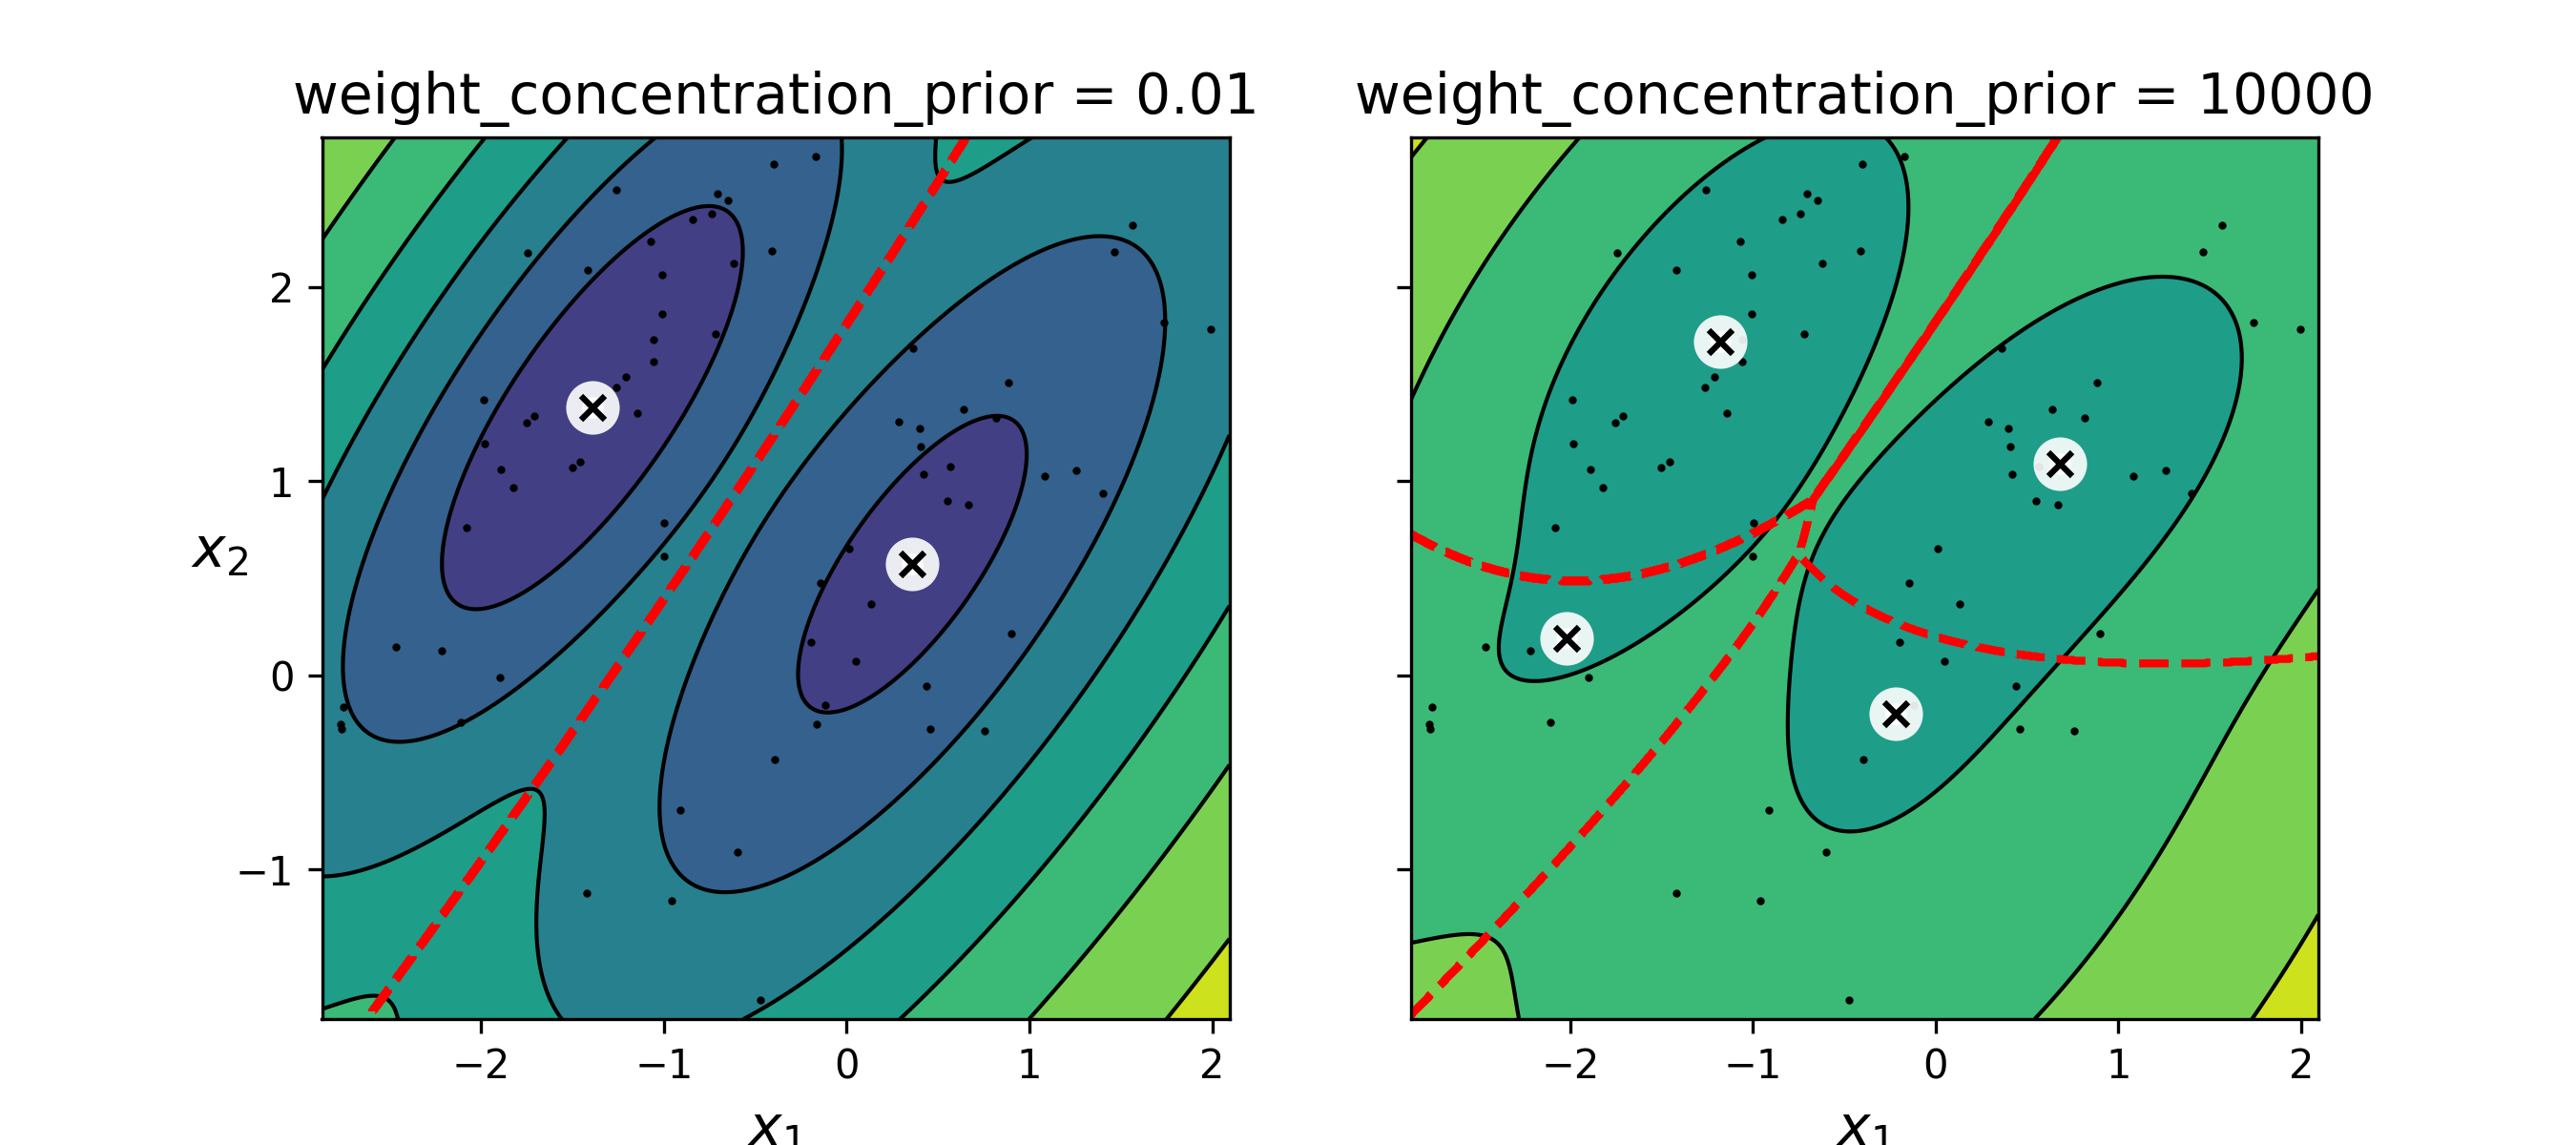 weight_concentration_prior = 0.01
weight_concentration_prior = 10000
2
1
0
−1
x₂
−2 −1 0 1 2
−2 −1 0 1 2
x₁
x₁